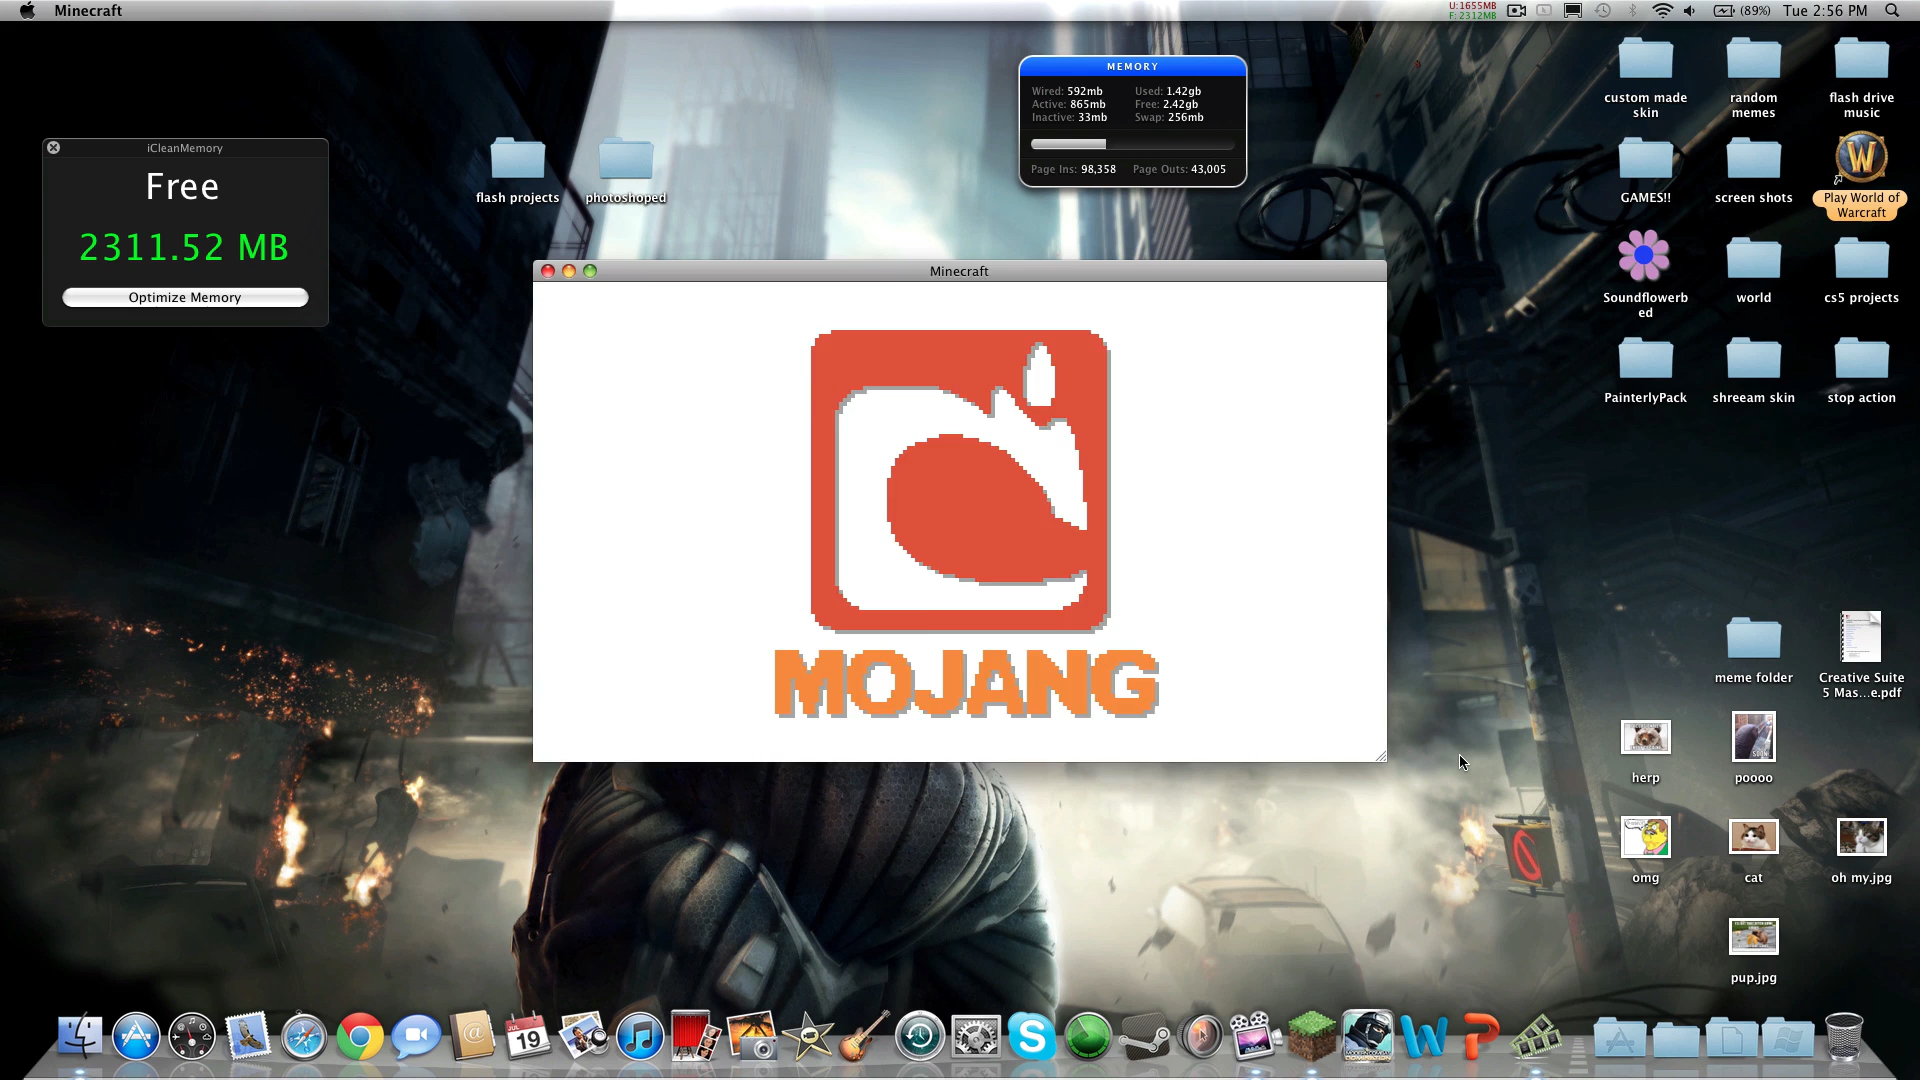 Minecraft
U:1655MB
F:2312MB
(89%)
Tue 2:56 PM
MEMORY
Wired: 592mb Used: 1.42gb
Active: 865mb Free: 2.42gb
Inactive: 33mb Swap: 256mb
Page Ins: 98,358 Page Outs: 43,005
iCleanMemory
Free
2311.52 MB
Optimize Memory
flash projects
photoshoped
custom made
skin
random
memes
flash drive
music
GAMES!!
screen shots
Play World of
Warcraft
Soundflowerb
ed
world
cs5 projects
PainterlyPack
shreeam skin
stop action
Minecraft
MOJANG
meme folder
Creative Suite
5 Mas...e.pdf
herp
poooo
omg
cat
oh my.jpg
pup.jpg
JUL
19